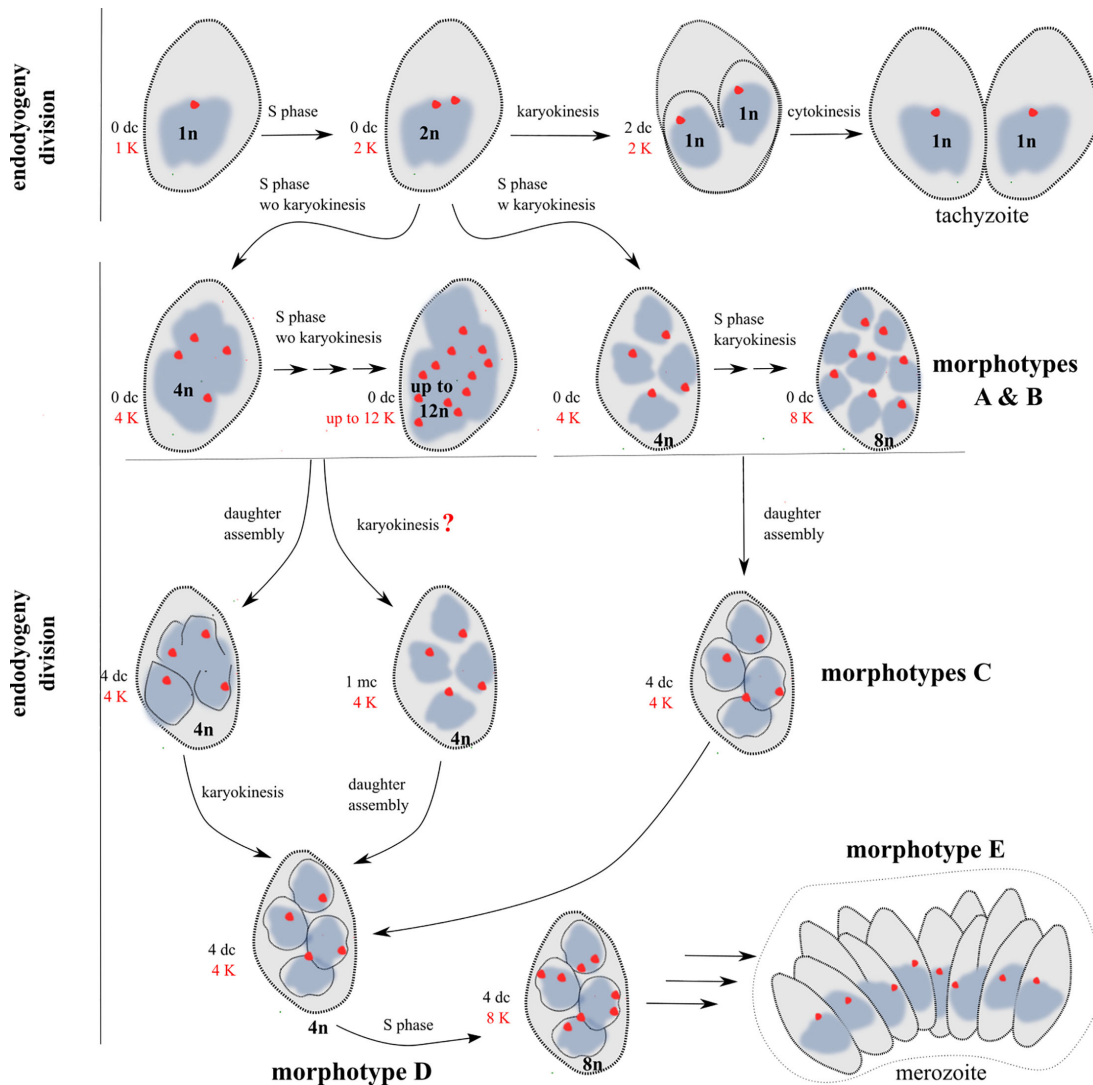 endodyogeny
division
1n
0 dc
1 K
S phase
2n
0 dc
2 K
karyokinesis
1n
1n
2 dc
2 K
cytokinesis
1n
1n
tachyzoite
S phase
wo karyokinesis
S phase
w karyokinesis
4n
0 dc
4 K
S phase
wo karyokinesis
up to
12n
0 dc
up to 12 K
0 dc
4 K
4n
S phase
karyokinesis
0 dc
8 K
8n
morphotypes
A & B
daughter
assembly
karyokinesis ?
daughter
assembly
endodyogeny
division
4 dc
4 K
4n
1 mc
4 K
4n
4 dc
4 K
morphotypes C
karyokinesis
daughter
assembly
4 dc
4 K
4n
morphotype D
S phase
4 dc
8 K
8n
morphotype E
merozoite